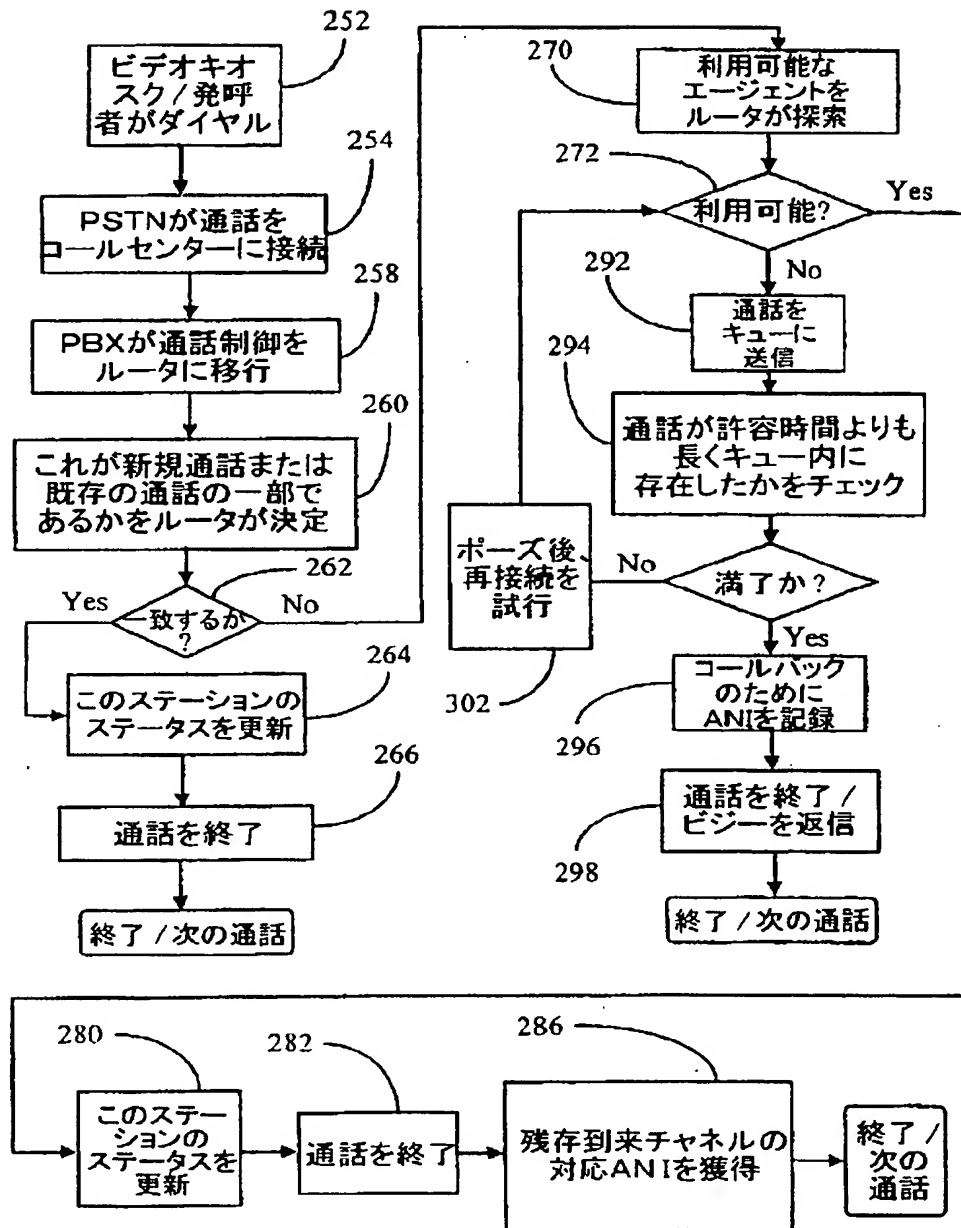 252
ビデオキオ
スク/発呼
者がダイヤル
254
PSTNが通話を
コールセンターに接続
258
PBXが通話制御を
ルータに移行
260
これが新規通話または
既存の通話の一部で
あるかをルータが決定
262
Yes
一致するか
?
No
264
このステーションの
ステータスを更新
266
通話を終了
終了/次の通話
270
利用可能な
エージェントを
ルータが探索
272
利用可能?
Yes
No
292
通話を
キューに
送信
294
通話が許容時間よりも
長くキュー内に
存在したかをチェック
満了か?
No
ポーズ後、
再接続を
試行
302
Yes
コールバック
のために
ANIを記録
296
通話を終了/
ビジーを返信
298
終了/次の通話
280
このステー
ションの
ステータスを
更新
282
通話を終了
286
残存到来チャネルの
対応ANIを獲得
終了/
次の
通話